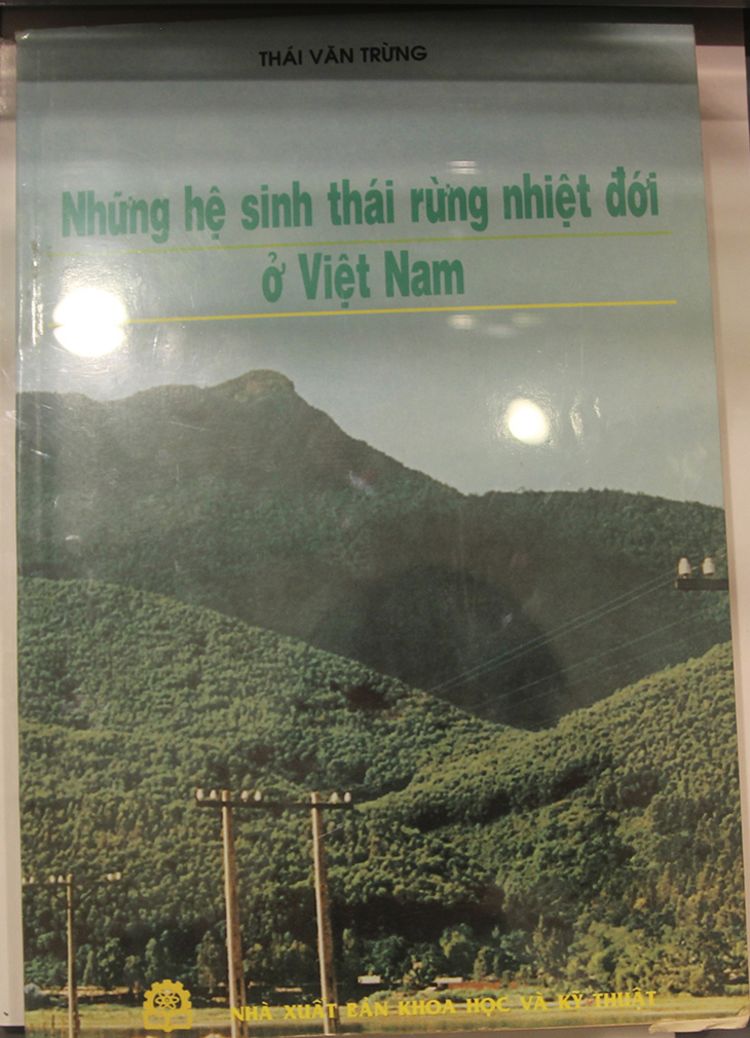 THÁI VĂN TRỪNG
Những hệ sinh thái rừng nhiệt đới
ở Việt Nam
NHÀ XUẤT BẢN KHOA HỌC VÀ KỸ THUẬT